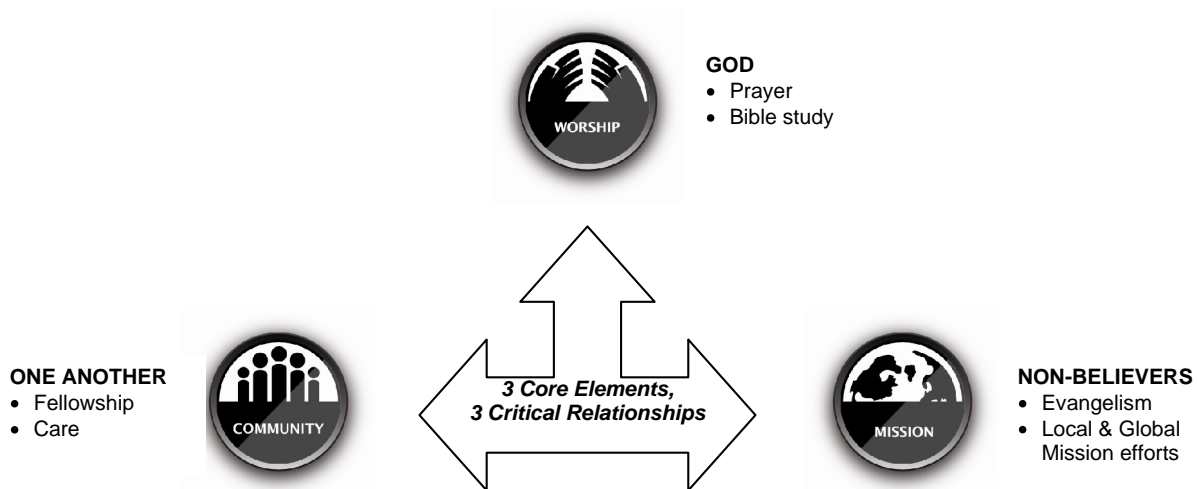 WORSHIP
GOD
• Prayer
• Bible study
ONE ANOTHER
• Fellowship
• Care
COMMUNITY
3 Core Elements,
3 Critical Relationships
MISSION
NON-BELIEVERS
• Evangelism
• Local & Global
Mission efforts